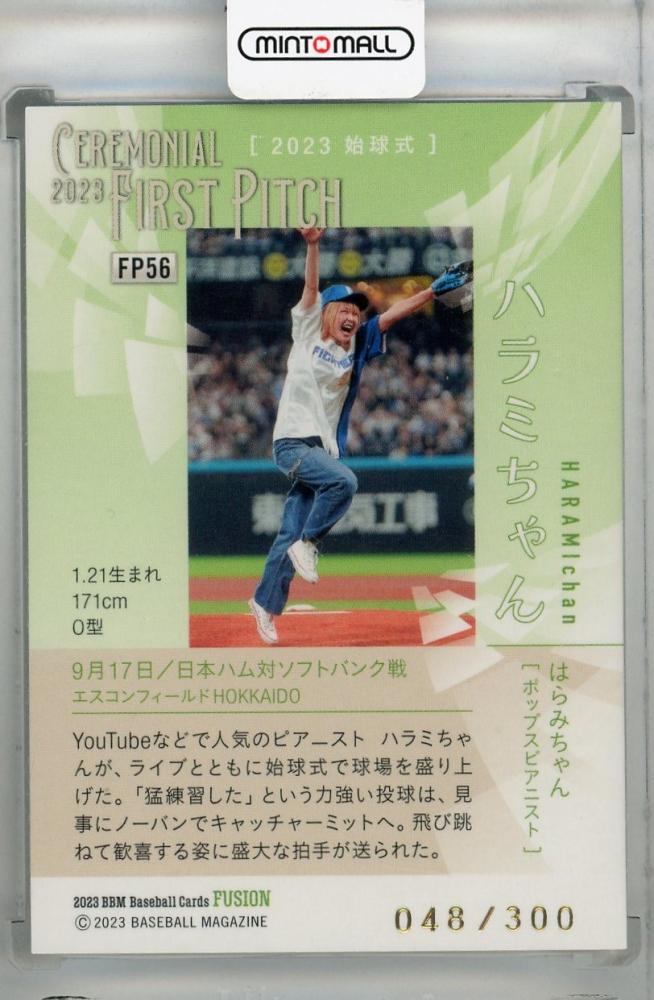 MINTOMALL
CEREMONIAL
2023 FIRST PITCH
[ 2023 始球式 ]
FP56
ハラミちゃん
HARAMIchan
はらみちゃん
[ポップスピアニスト]
FIGH
1.21生まれ
171cm
O型
9月17日／日本ハム対ソフトバンク戦
エスコンフィールドHOKKAIDO
YouTubeなどで人気のピアニスト ハラミちゃ
んが、ライブとともに始球式で球場を盛り上
げた。「猛練習した」という力強い投球は、見
事にノーバンでキャッチャーミットへ。飛び跳
ねて歓喜する姿に盛大な拍手が送られた。
2023 BBM Baseball Cards FUSION
© 2023 BASEBALL MAGAZINE
048/300